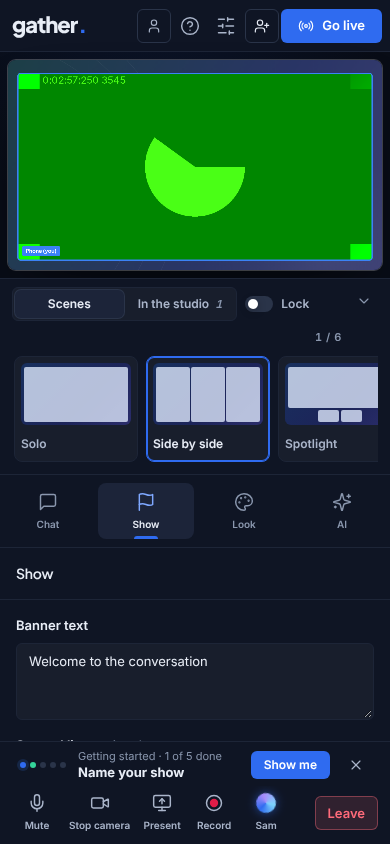 gather.
Go live
0:02:57:250 3545
Phone (you)
Scenes
In the studio 1
Lock
1 / 6
Solo
Side by side
Spotlight
Chat
Show
Look
AI
Show
Banner text
Welcome to the conversation
Getting started · 1 of 5 done
Name your show
Show me
Mute
Stop camera
Present
Record
Sam
Leave